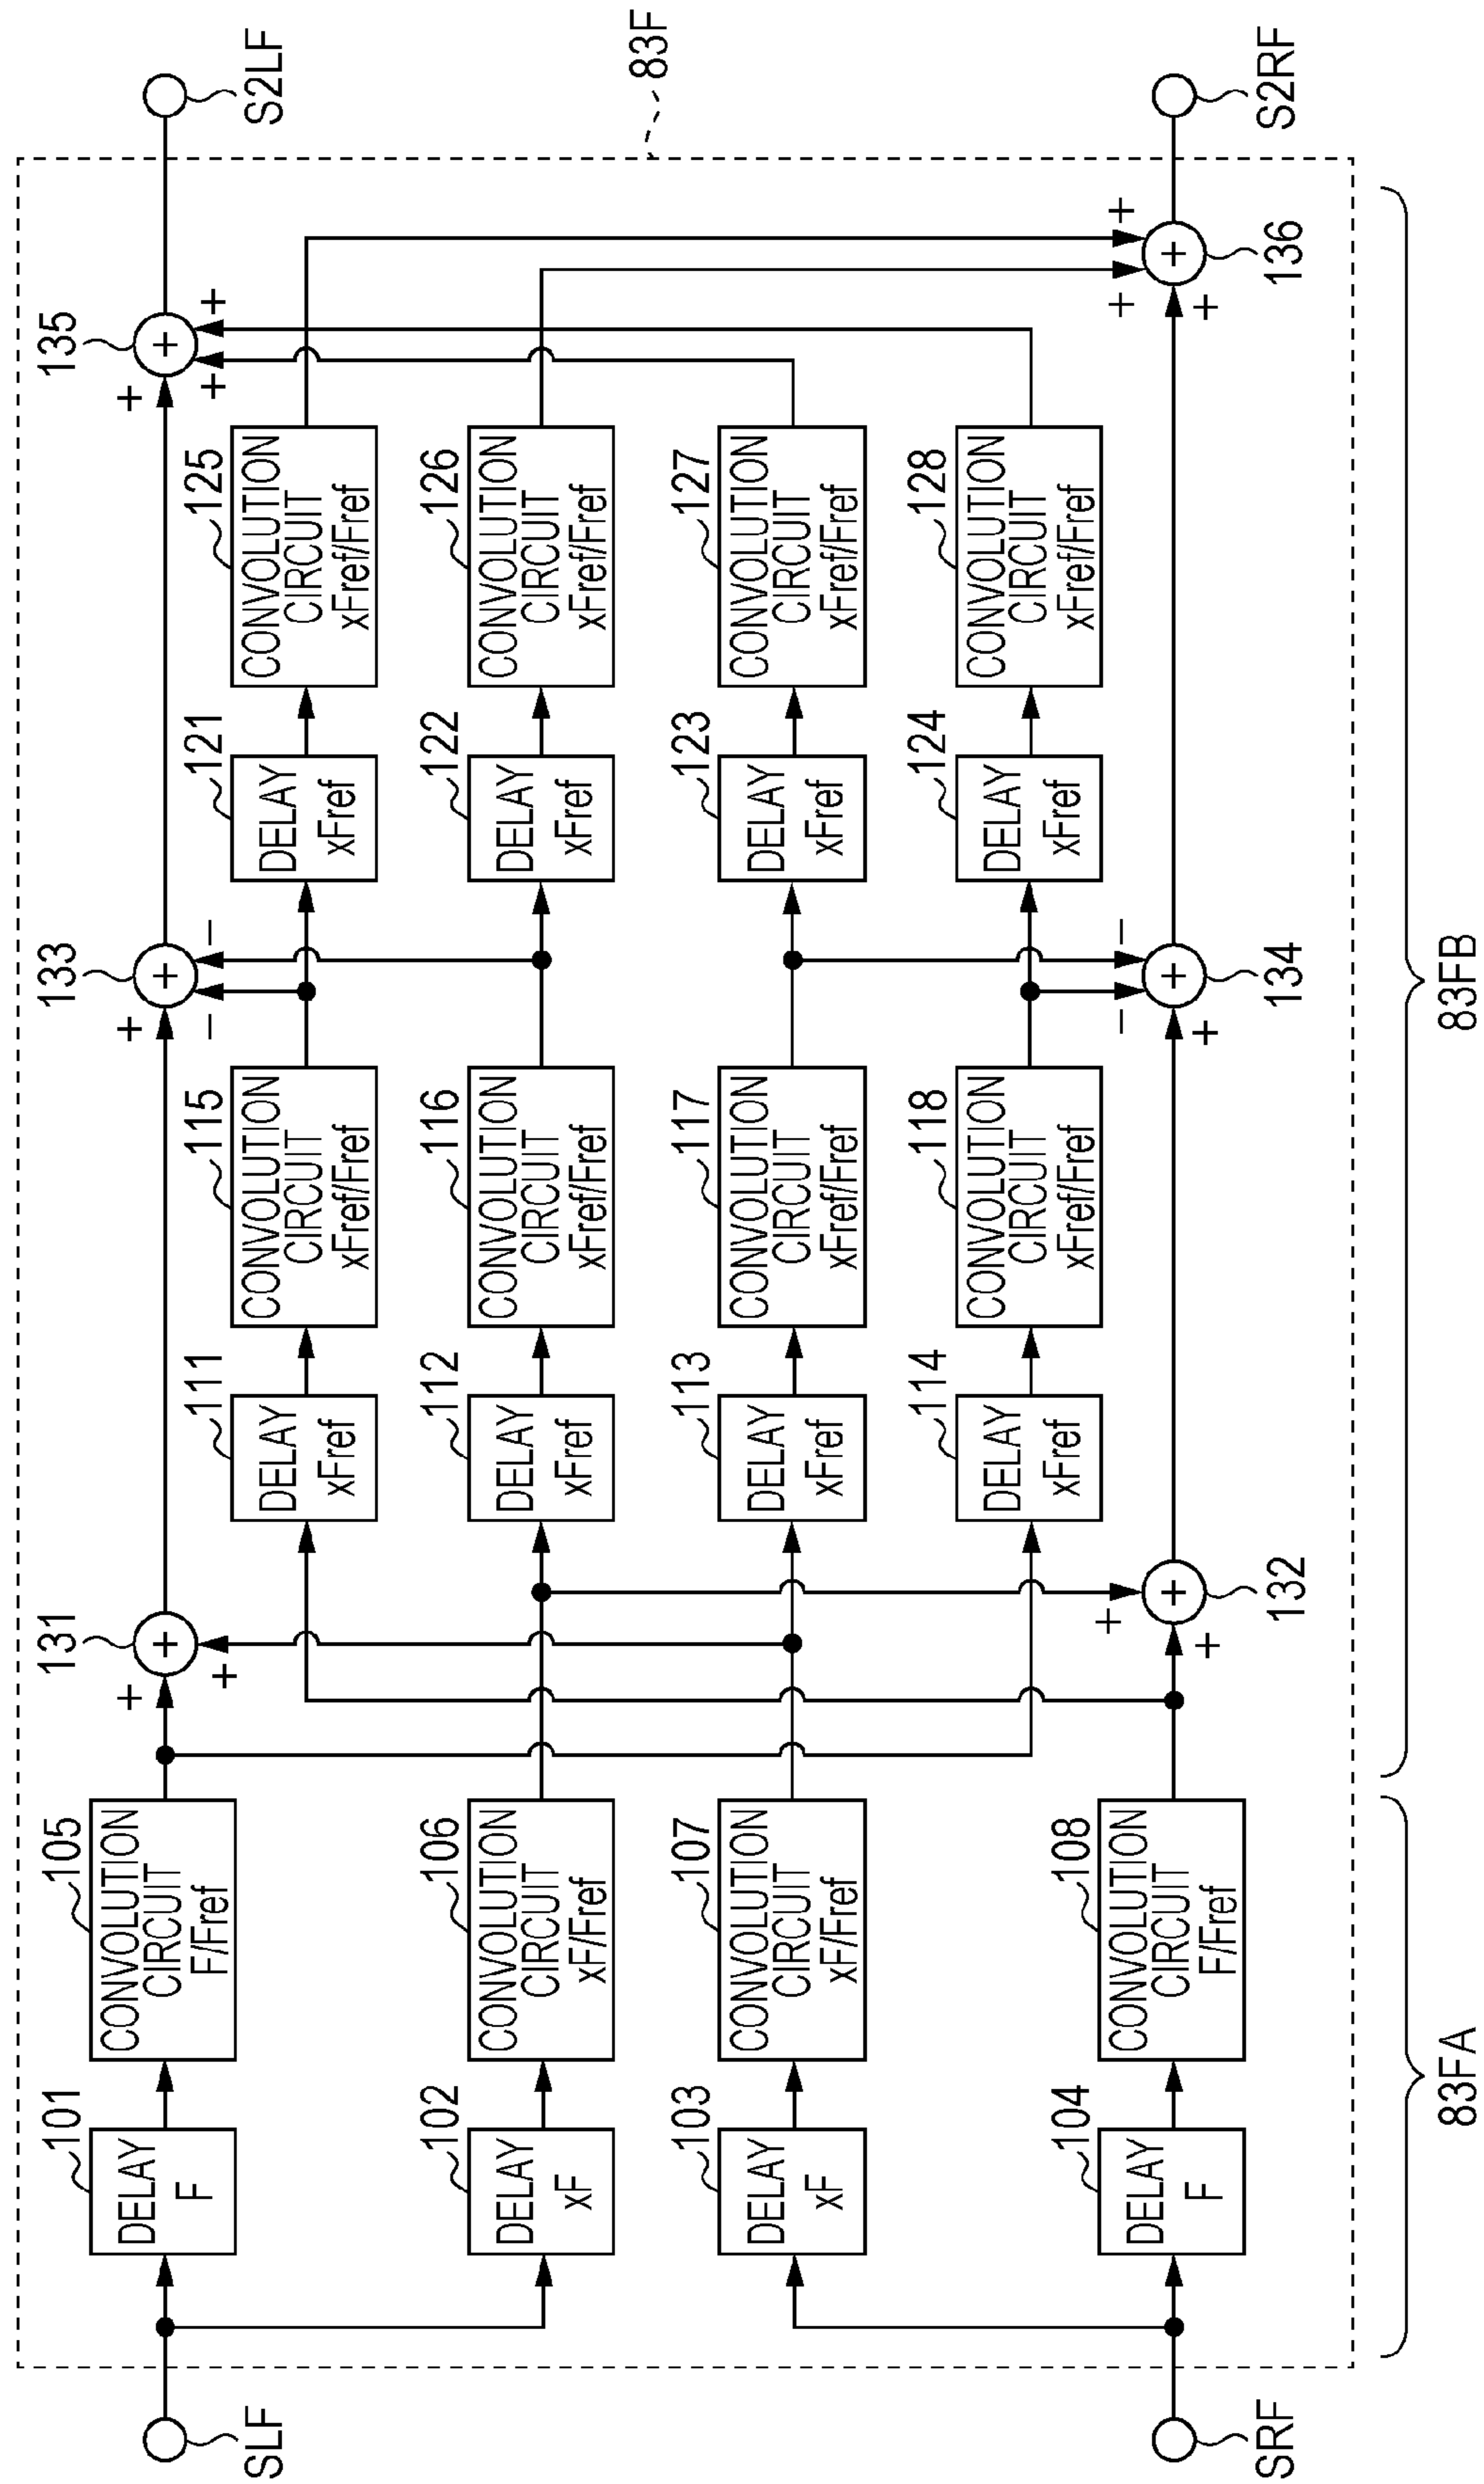 83F
SLF
101
DELAY
F
105
CONVOLUTION
CIRCUIT
F/Fref
+
131
+
+
+
133
+
−
−
+
135
+
+
+
S2LF
111
DELAY
xFref
115
CONVOLUTION
CIRCUIT
xFref/Fref
121
DELAY
xFref
125
CONVOLUTION
CIRCUIT
xFref/Fref
102
DELAY
xF
106
CONVOLUTION
CIRCUIT
xF/Fref
112
DELAY
xFref
116
CONVOLUTION
CIRCUIT
xFref/Fref
122
DELAY
xFref
126
CONVOLUTION
CIRCUIT
xFref/Fref
103
DELAY
xF
107
CONVOLUTION
CIRCUIT
xF/Fref
113
DELAY
xFref
117
CONVOLUTION
CIRCUIT
xFref/Fref
123
DELAY
xFref
127
CONVOLUTION
CIRCUIT
xFref/Fref
114
DELAY
xFref
118
CONVOLUTION
CIRCUIT
xFref/Fref
124
DELAY
xFref
128
CONVOLUTION
CIRCUIT
xFref/Fref
SRF
104
DELAY
F
108
CONVOLUTION
CIRCUIT
F/Fref
+
+
+
132
−
−
+
+
134
+
+
+
+
136
S2RF
83FA
83FB